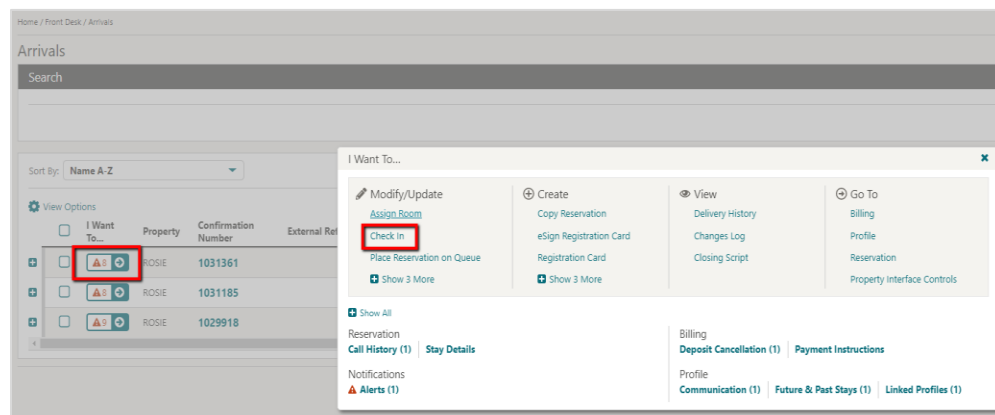 Home / Front Desk / Arrivals
Arrivals
Search
Sort By: Name A-Z
View Options
I Want To... Property Confirmation Number External Ref
8 ROSIE 1031361
8 ROSIE 1031185
9 ROSIE 1029918
I Want To...
Modify/Update
Assign Room
Check In
Place Reservation on Queue
Show 3 More
Create
Copy Reservation
eSign Registration Card
Registration Card
Show 3 More
View
Delivery History
Changes Log
Closing Script
Go To
Billing
Profile
Reservation
Property Interface Controls
Show All
Reservation
Call History (1) Stay Details
Notifications
Alerts (1)
Billing
Deposit Cancellation (1) Payment Instructions
Profile
Communication (1) Future & Past Stays (1) Linked Profiles (1)